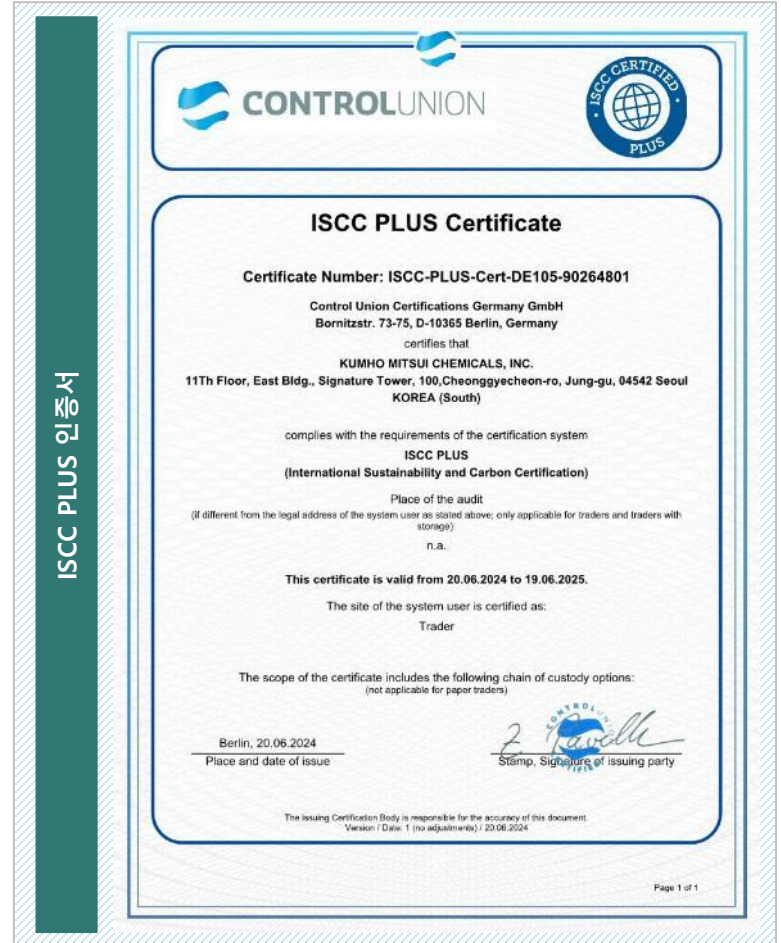 ISCC PLUS 인증서
CONTROLUNION
ISCC CERTIFIED
PLUS
ISCC PLUS Certificate
Certificate Number: ISCC-PLUS-Cert-DE105-90264801
Control Union Certifications Germany GmbH
Bornitzstr. 73-75, D-10365 Berlin, Germany
certifies that
KUMHO MITSUI CHEMICALS, INC.
11Th Floor, East Bldg., Signature Tower, 100,Cheonggyecheon-ro, Jung-gu, 04542 Seoul
KOREA (South)
complies with the requirements of the certification system
ISCC PLUS
(International Sustainability and Carbon Certification)
Place of the audit
(if different from the legal address of the system user as stated above; only applicable for traders and traders with
storage)
n.a.
This certificate is valid from 20.06.2024 to 19.06.2025.
The site of the system user is certified as:
Trader
The scope of the certificate includes the following chain of custody options:
(not applicable for paper traders)
CONTROLUNION
CERTIFIED
Berlin, 20.06.2024
Place and date of issue
Stamp, Signature of issuing party
The issuing Certification Body is responsible for the accuracy of this document.
Version / Date: 1 (no adjustments) / 20.06.2024
Page 1 of 1